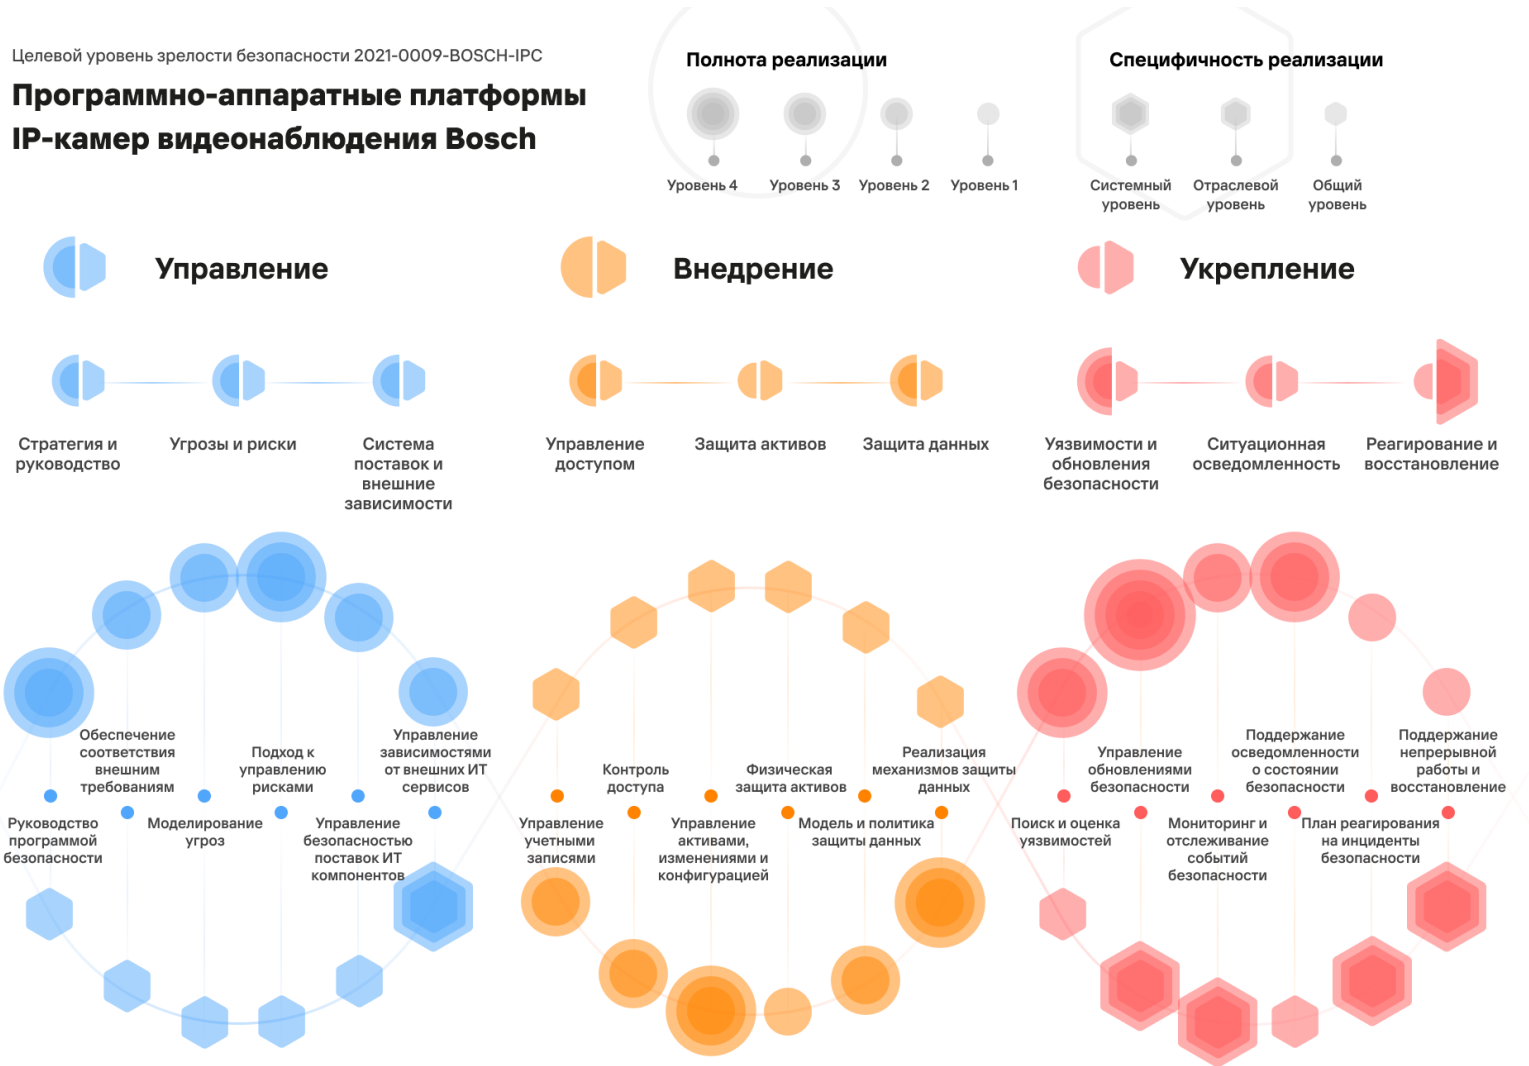 Целевой уровень зрелости безопасности 2021-0009-BOSCH-IPC
Программно-аппаратные платформы
IP-камер видеонаблюдения Bosch
Полнота реализации
Уровень 4
Уровень 3
Уровень 2
Уровень 1
Специфичность реализации
Системный
уровень
Отраслевой
уровень
Общий
уровень
Управление
Внедрение
Укрепление
Стратегия и
руководство
Угрозы и риски
Система
поставок и
внешние
зависимости
Управление
доступом
Защита активов
Защита данных
Уязвимости и
обновления
безопасности
Ситуационная
осведомленность
Реагирование и
восстановление
Руководство
программой
безопасности
Обеспечение
соответствия
внешним
требованиям
Моделирование
угроз
Подход к
управлению
рисками
Управление
безопасностью
поставок ИТ
компонентов
Управление
зависимостями
от внешних ИТ
сервисов
Управление
учетными
записями
Контроль
доступа
Управление
активами,
изменениями и
конфигурацией
Физическая
защита активов
Модель и политика
защиты данных
Реализация
механизмов защиты
данных
Поиск и оценка
уязвимостей
Управление
обновлениями
безопасности
Мониторинг и
отслеживание
событий
безопасности
Поддержание
осведомленности
о состоянии
безопасности
План реагирования
на инциденты
безопасности
Поддержание
непрерывной
работы и
восстановление